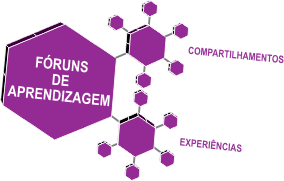 FÓRUNS
DE
APRENDIZAGEM
COMPARTILHAMENTOS
EXPERIÊNCIAS